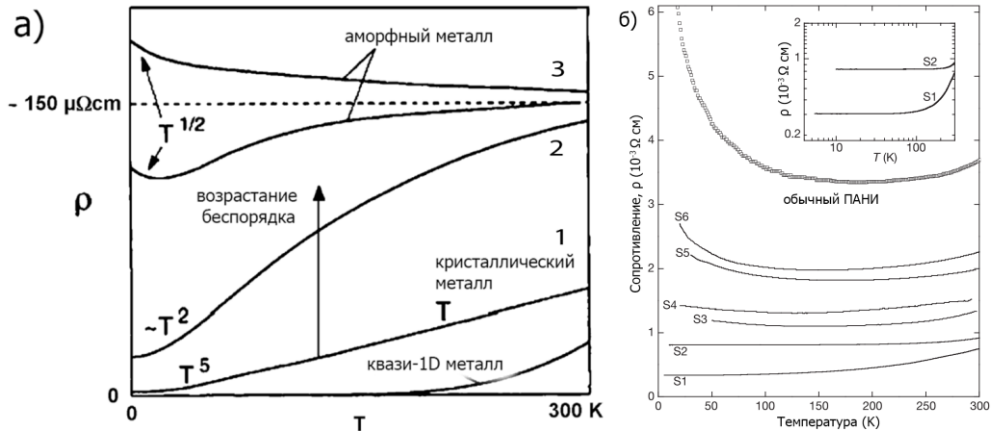 а)
аморфный металл
3
~ 150 μΩcm
T^1/2
2
ρ
возрастание
беспорядка
1
кристаллический
металл
T
~T^2
T^5
квази-1D металл
0
0
300 K
T
б)
Сопротивление, ρ (10^-3 Ω см)
6
5
4
3
2
1
0
ρ (10^-3 Ω см)
2
1
0.2
S2
S1
10
100
T (K)
обычный ПАНИ
S6
S5
S4
S3
S2
S1
0
50
100
150
200
250
300
Температура (K)